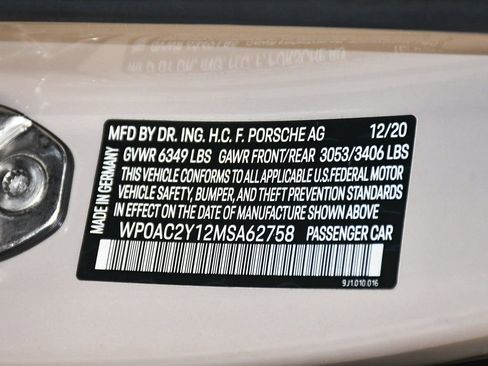 MFD BY DR. ING. H.C. F. PORSCHE AG 12/20
GVWR 6349 LBS GAWR FRONT/REAR 3053/3406 LBS
THIS VEHICLE CONFORMS TO ALL APPLICABLE U.S.FEDERAL MOTOR
VEHICLE SAFETY, BUMPER, AND THEFT PREVENTION STANDARDS
IN EFFECT ON THE DATE OF MANUFACTURE SHOWN ABOVE
MADE IN GERMANY
WP0AC2Y12MSA62758 PASSENGER CAR
9J1.010.016